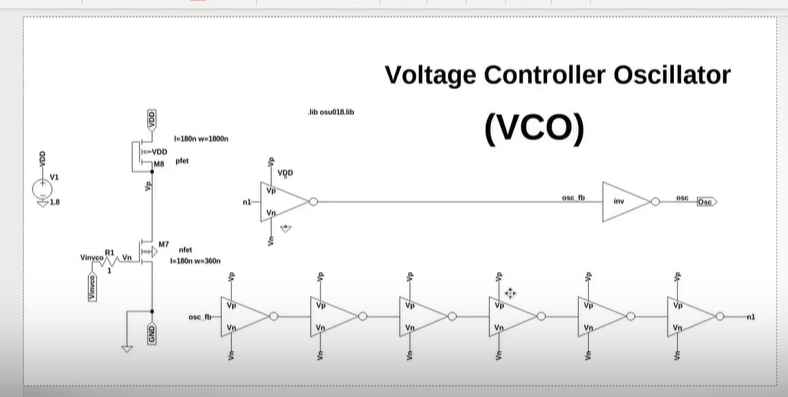 Voltage Controller Oscillator
(VCO)
.lib osu018.lib
VDD
V1
1.8
VDD
l=180n w=1800n
VDD
M8
pfet
Vp
M7
nfet
l=180n w=360n
Vinvco
R1
1
Vn
Vinvco
GND
Vp
VDD
n1
Vp
Vn
Vn
osc_fb
inv
osc
Osc
Vp
Vp
Vp
Vp
Vp
Vp
osc_fb
Vp
Vp
Vp
Vp
Vp
Vp
Vn
Vn
Vn
Vn
Vn
Vn
n1
Vn
Vn
Vn
Vn
Vn
Vn